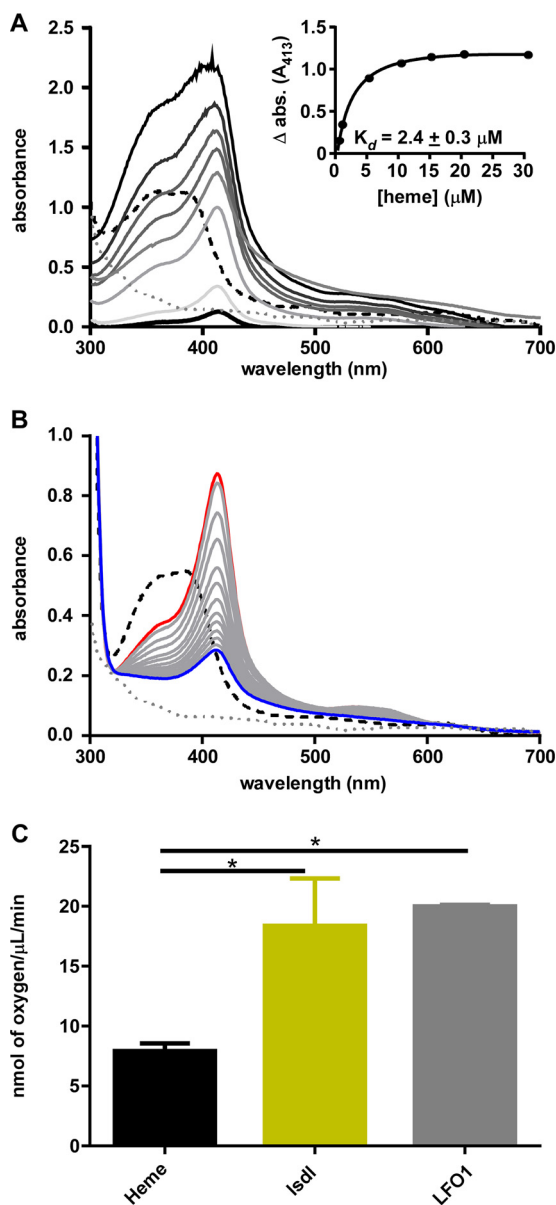 A
absorbance
2.5
2.0
1.5
1.0
0.5
0.0
300
400
500
600
700
wavelength (nm)
Δ abs. (A413)
1.5
1.0
0.5
0.0
0
10
20
30
[heme] (μM)
Kd = 2.4 ± 0.3 μM
B
absorbance
1.0
0.8
0.6
0.4
0.2
0.0
300
400
500
600
700
wavelength (nm)
C
nmol of oxygen/μL/min
25
20
15
10
5
0
*
*
Heme
IsdI
LFO1